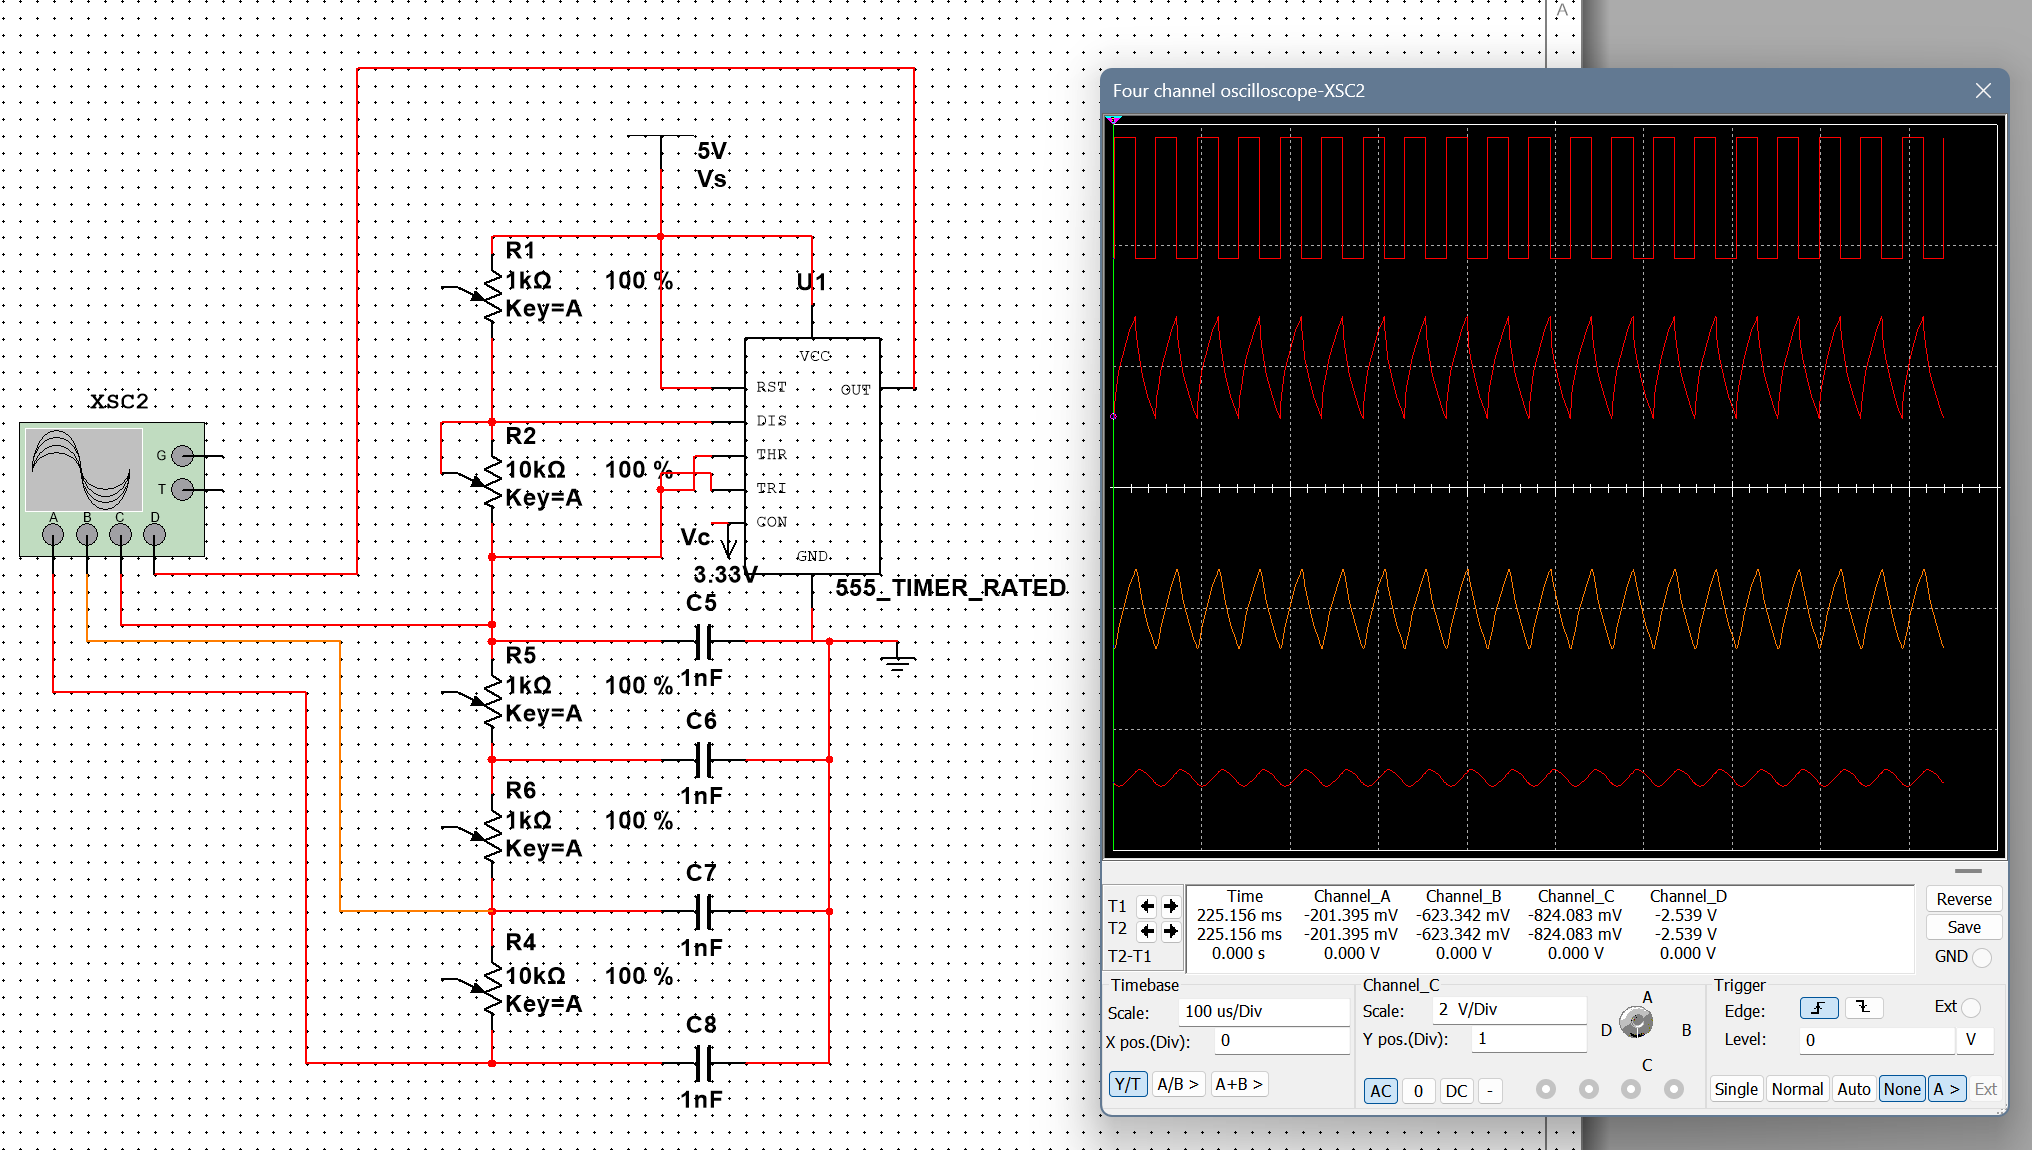 A
5V
Vs
R1
1kΩ 100 %
Key=A
U1
VCC
RST
OUT
DIS
THR
TRI
CON
GND
555_TIMER_RATED
XSC2
G
T
A B C D
R2
10kΩ 100 %
Key=A
Vc
3.33V
C5
1nF
R5
1kΩ 100 %
Key=A
C6
1nF
R6
1kΩ 100 %
Key=A
C7
1nF
R4
10kΩ 100 %
Key=A
C8
1nF
Four channel oscilloscope-XSC2
Time Channel_A Channel_B Channel_C Channel_D
T1 225.156 ms -201.395 mV -623.342 mV -824.083 mV -2.539 V
T2 225.156 ms -201.395 mV -623.342 mV -824.083 mV -2.539 V
T2-T1 0.000 s 0.000 V 0.000 V 0.000 V 0.000 V
Reverse
Save
GND
Timebase
Scale: 100 us/Div
X pos.(Div): 0
Y/T A/B > A+B >
Channel_C
Scale: 2 V/Div
Y pos.(Div): 1
AC 0 DC -
A
D B
C
Trigger
Edge: Ext
Level: 0 V
Single Normal Auto None A > Ext